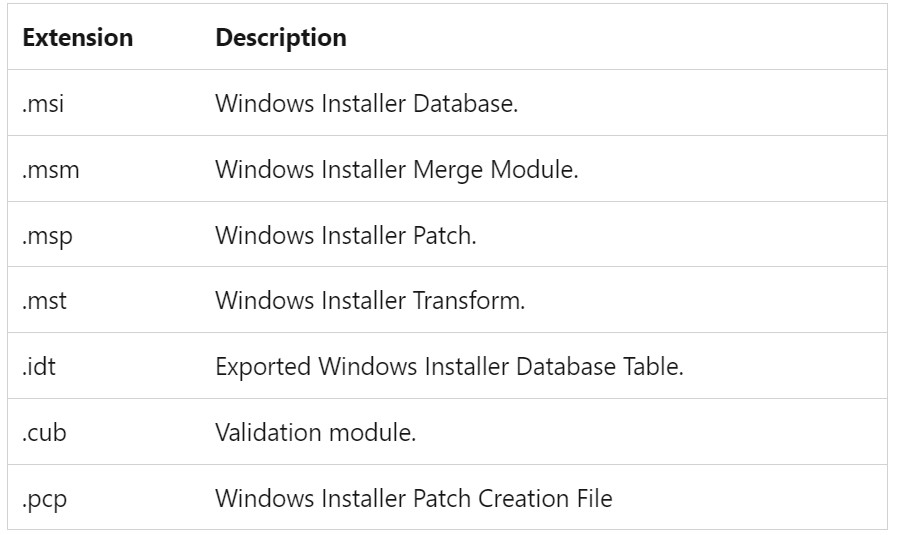 Extension Description
.msi Windows Installer Database.
.msm Windows Installer Merge Module.
.msp Windows Installer Patch.
.mst Windows Installer Transform.
.idt Exported Windows Installer Database Table.
.cub Validation module.
.pcp Windows Installer Patch Creation File